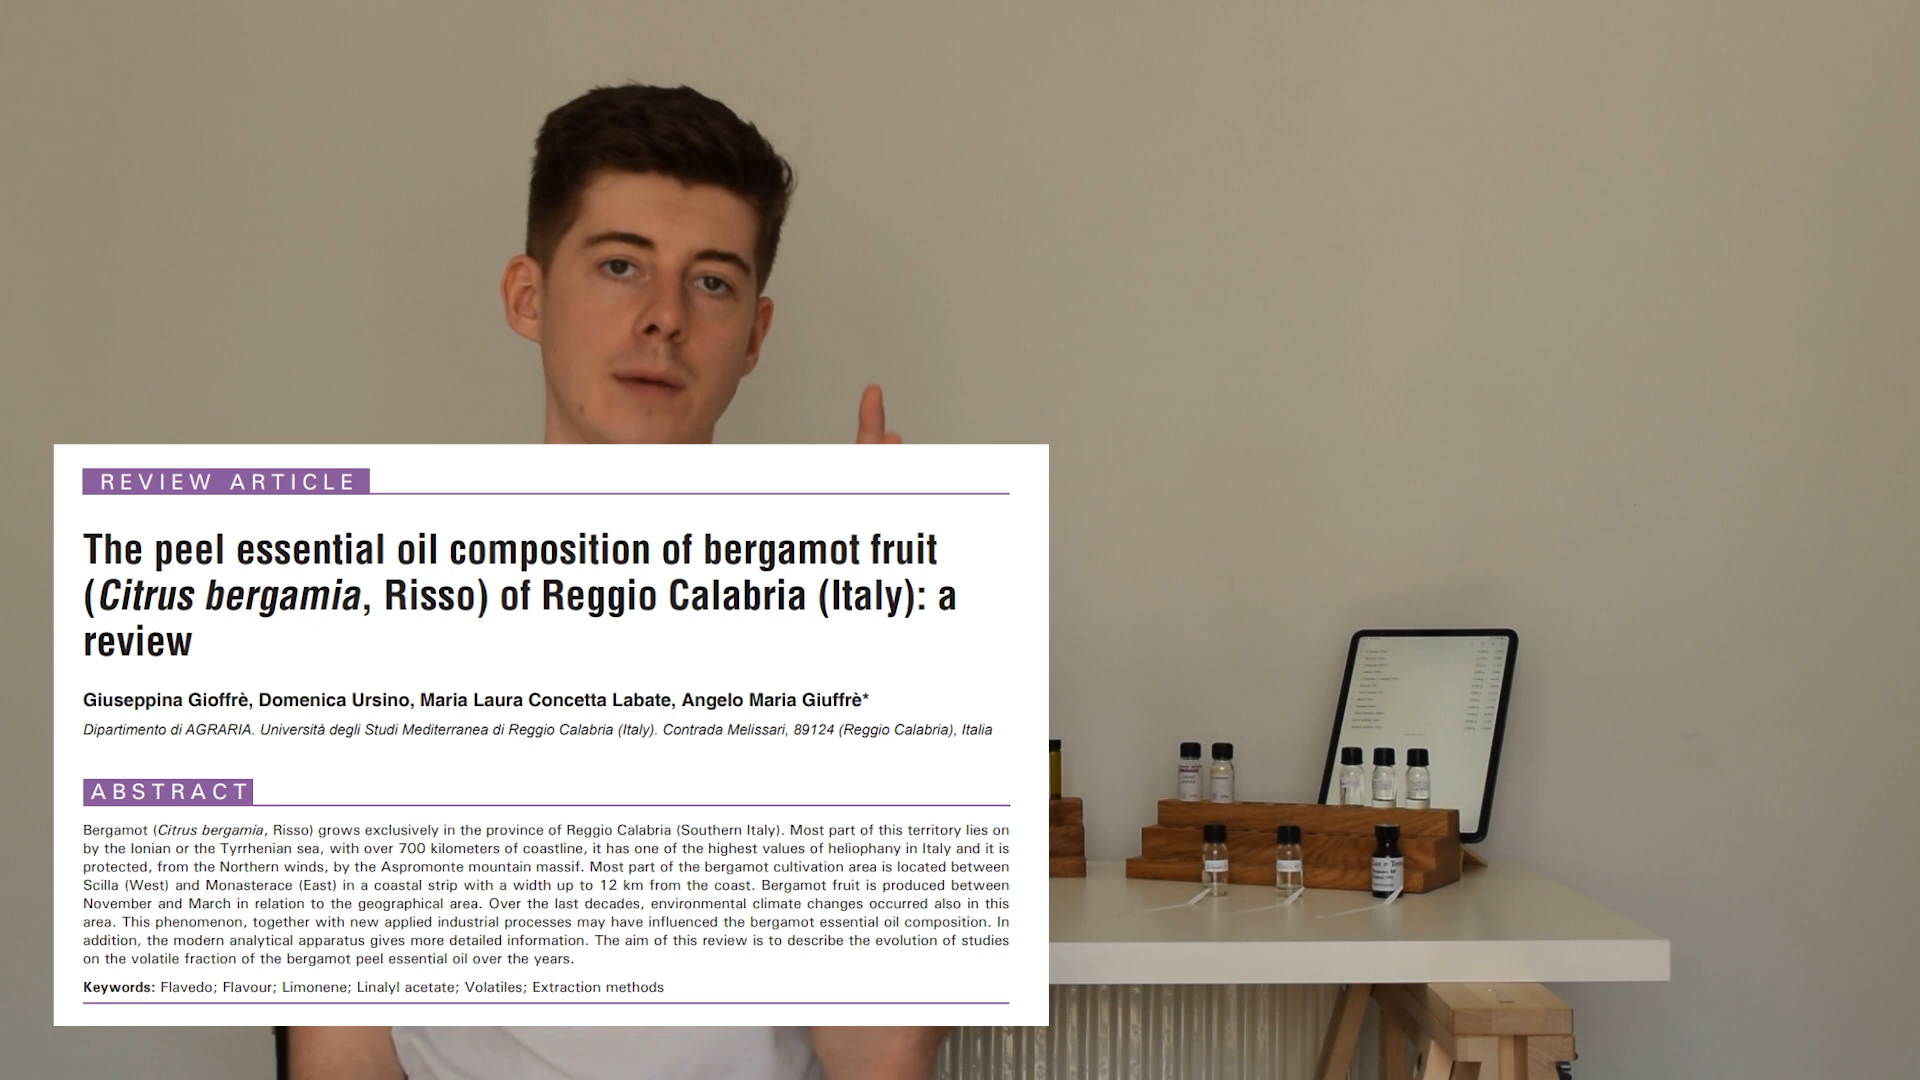 REVIEW ARTICLE
The peel essential oil composition of bergamot fruit
(Citrus bergamia, Risso) of Reggio Calabria (Italy): a
review
Giuseppina Gioffrè, Domenica Ursino, Maria Laura Concetta Labate, Angelo Maria Giuffrè*
Dipartimento di AGRARIA. Università degli Studi Mediterranea di Reggio Calabria (Italy). Contrada Melissari, 89124 (Reggio Calabria), Italia
ABSTRACT
Bergamot (Citrus bergamia, Risso) grows exclusively in the province of Reggio Calabria (Southern Italy). Most part of this territory lies on
by the Ionian or the Tyrrhenian sea, with over 700 kilometers of coastline, it has one of the highest values of heliophany in Italy and it is
protected, from the Northern winds, by the Aspromonte mountain massif. Most part of the bergamot cultivation area is located between
Scilla (West) and Monasterace (East) in a coastal strip with a width up to 12 km from the coast. Bergamot fruit is produced between
November and March in relation to the geographical area. Over the last decades, environmental climate changes occurred also in this
area. This phenomenon, together with new applied industrial processes may have influenced the bergamot essential oil composition. In
addition, the modern analytical apparatus gives more detailed information. The aim of this review is to describe the evolution of studies
on the volatile fraction of the bergamot peel essential oil over the years.
Keywords: Flavedo; Flavour; Limonene; Linalyl acetate; Volatiles; Extraction methods